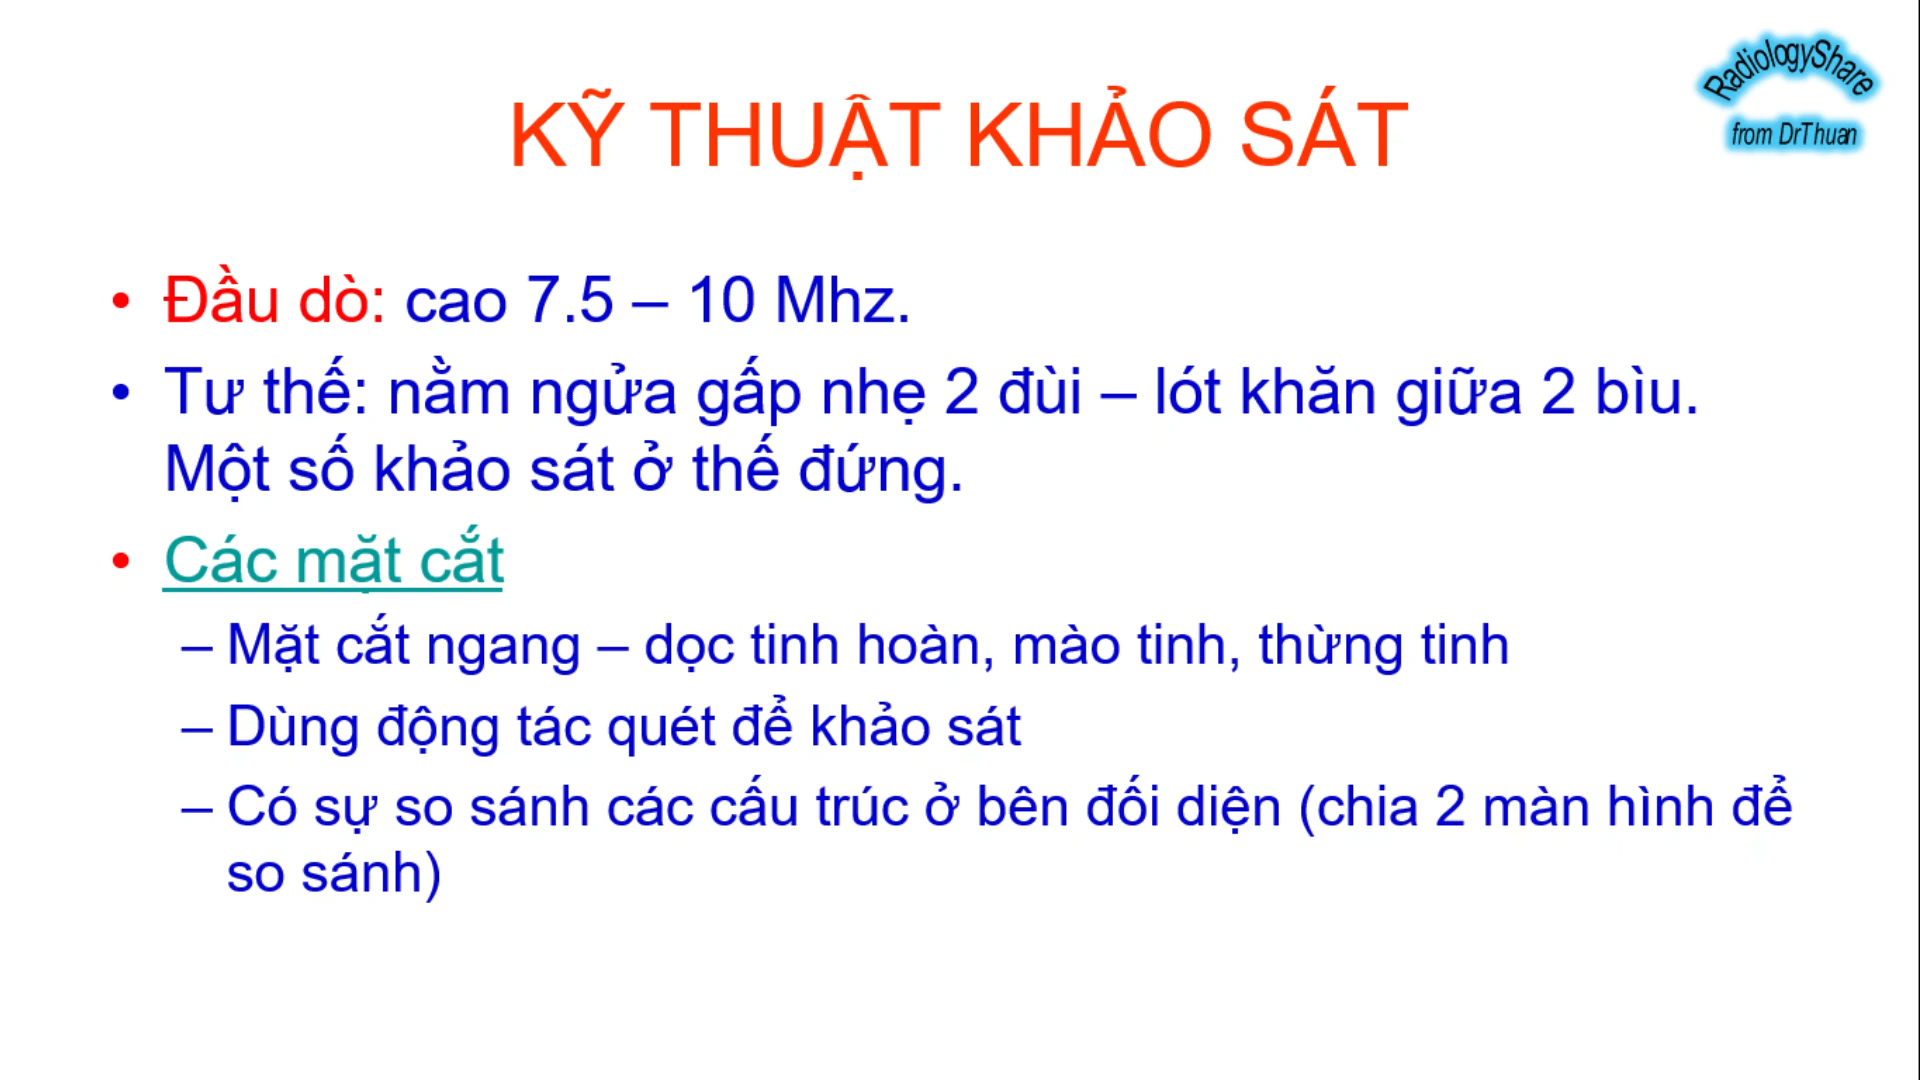 RadiologyShare
from DrThuan
KỸ THUẬT KHẢO SÁT
• Đầu dò: cao 7.5 – 10 Mhz.
• Tư thế: nằm ngửa gấp nhẹ 2 đùi – lót khăn giữa 2 bìu.
Một số khảo sát ở thế đứng.
• Các mặt cắt
– Mặt cắt ngang – dọc tinh hoàn, mào tinh, thừng tinh
– Dùng động tác quét để khảo sát
– Có sự so sánh các cấu trúc ở bên đối diện (chia 2 màn hình để
so sánh)